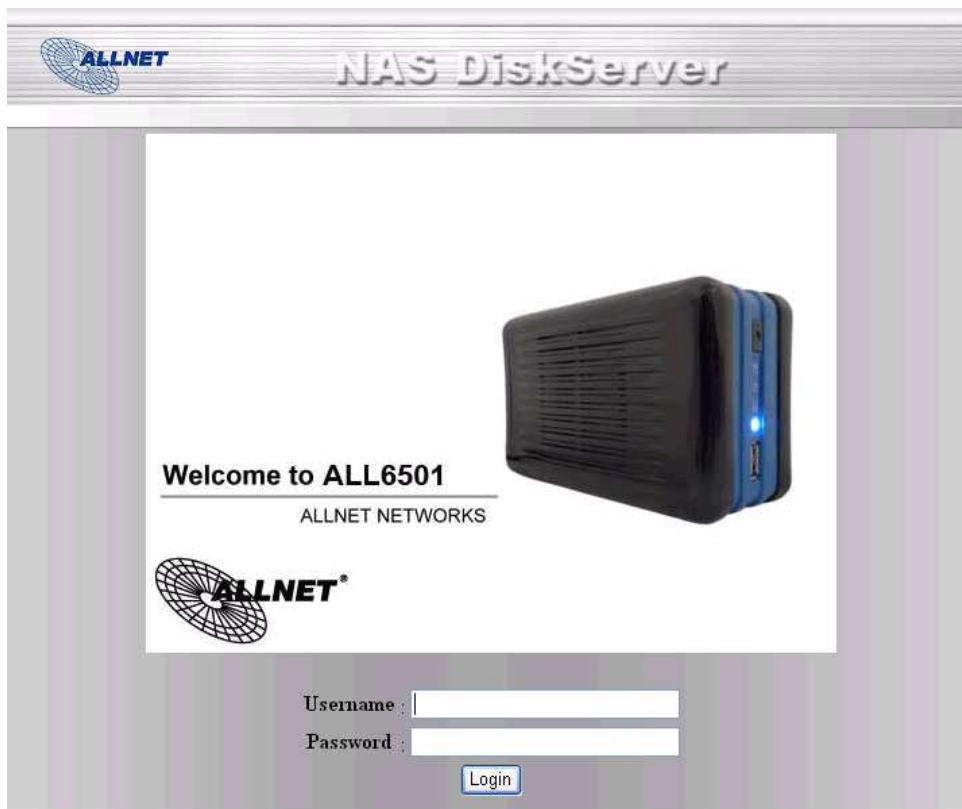 ALLNET
NAS DiskServer
Welcome to ALL6501
ALLNET NETWORKS
ALLNET®
Username :
Password :
Login